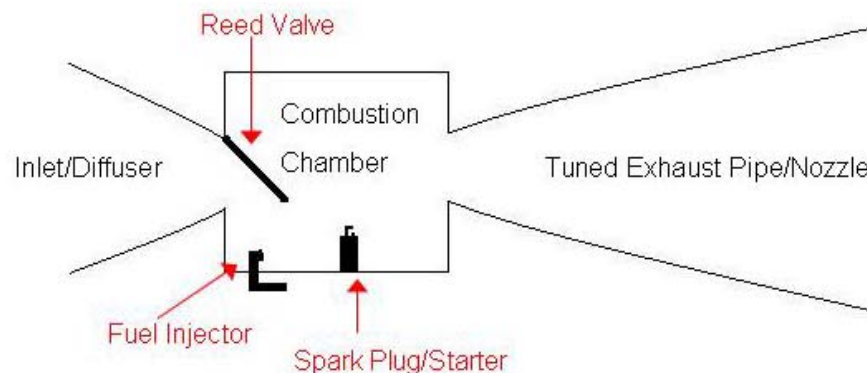 Reed Valve
Combustion
Chamber
Inlet/Diffuser
Tuned Exhaust Pipe/Nozzle
Fuel Injector
Spark Plug/Starter